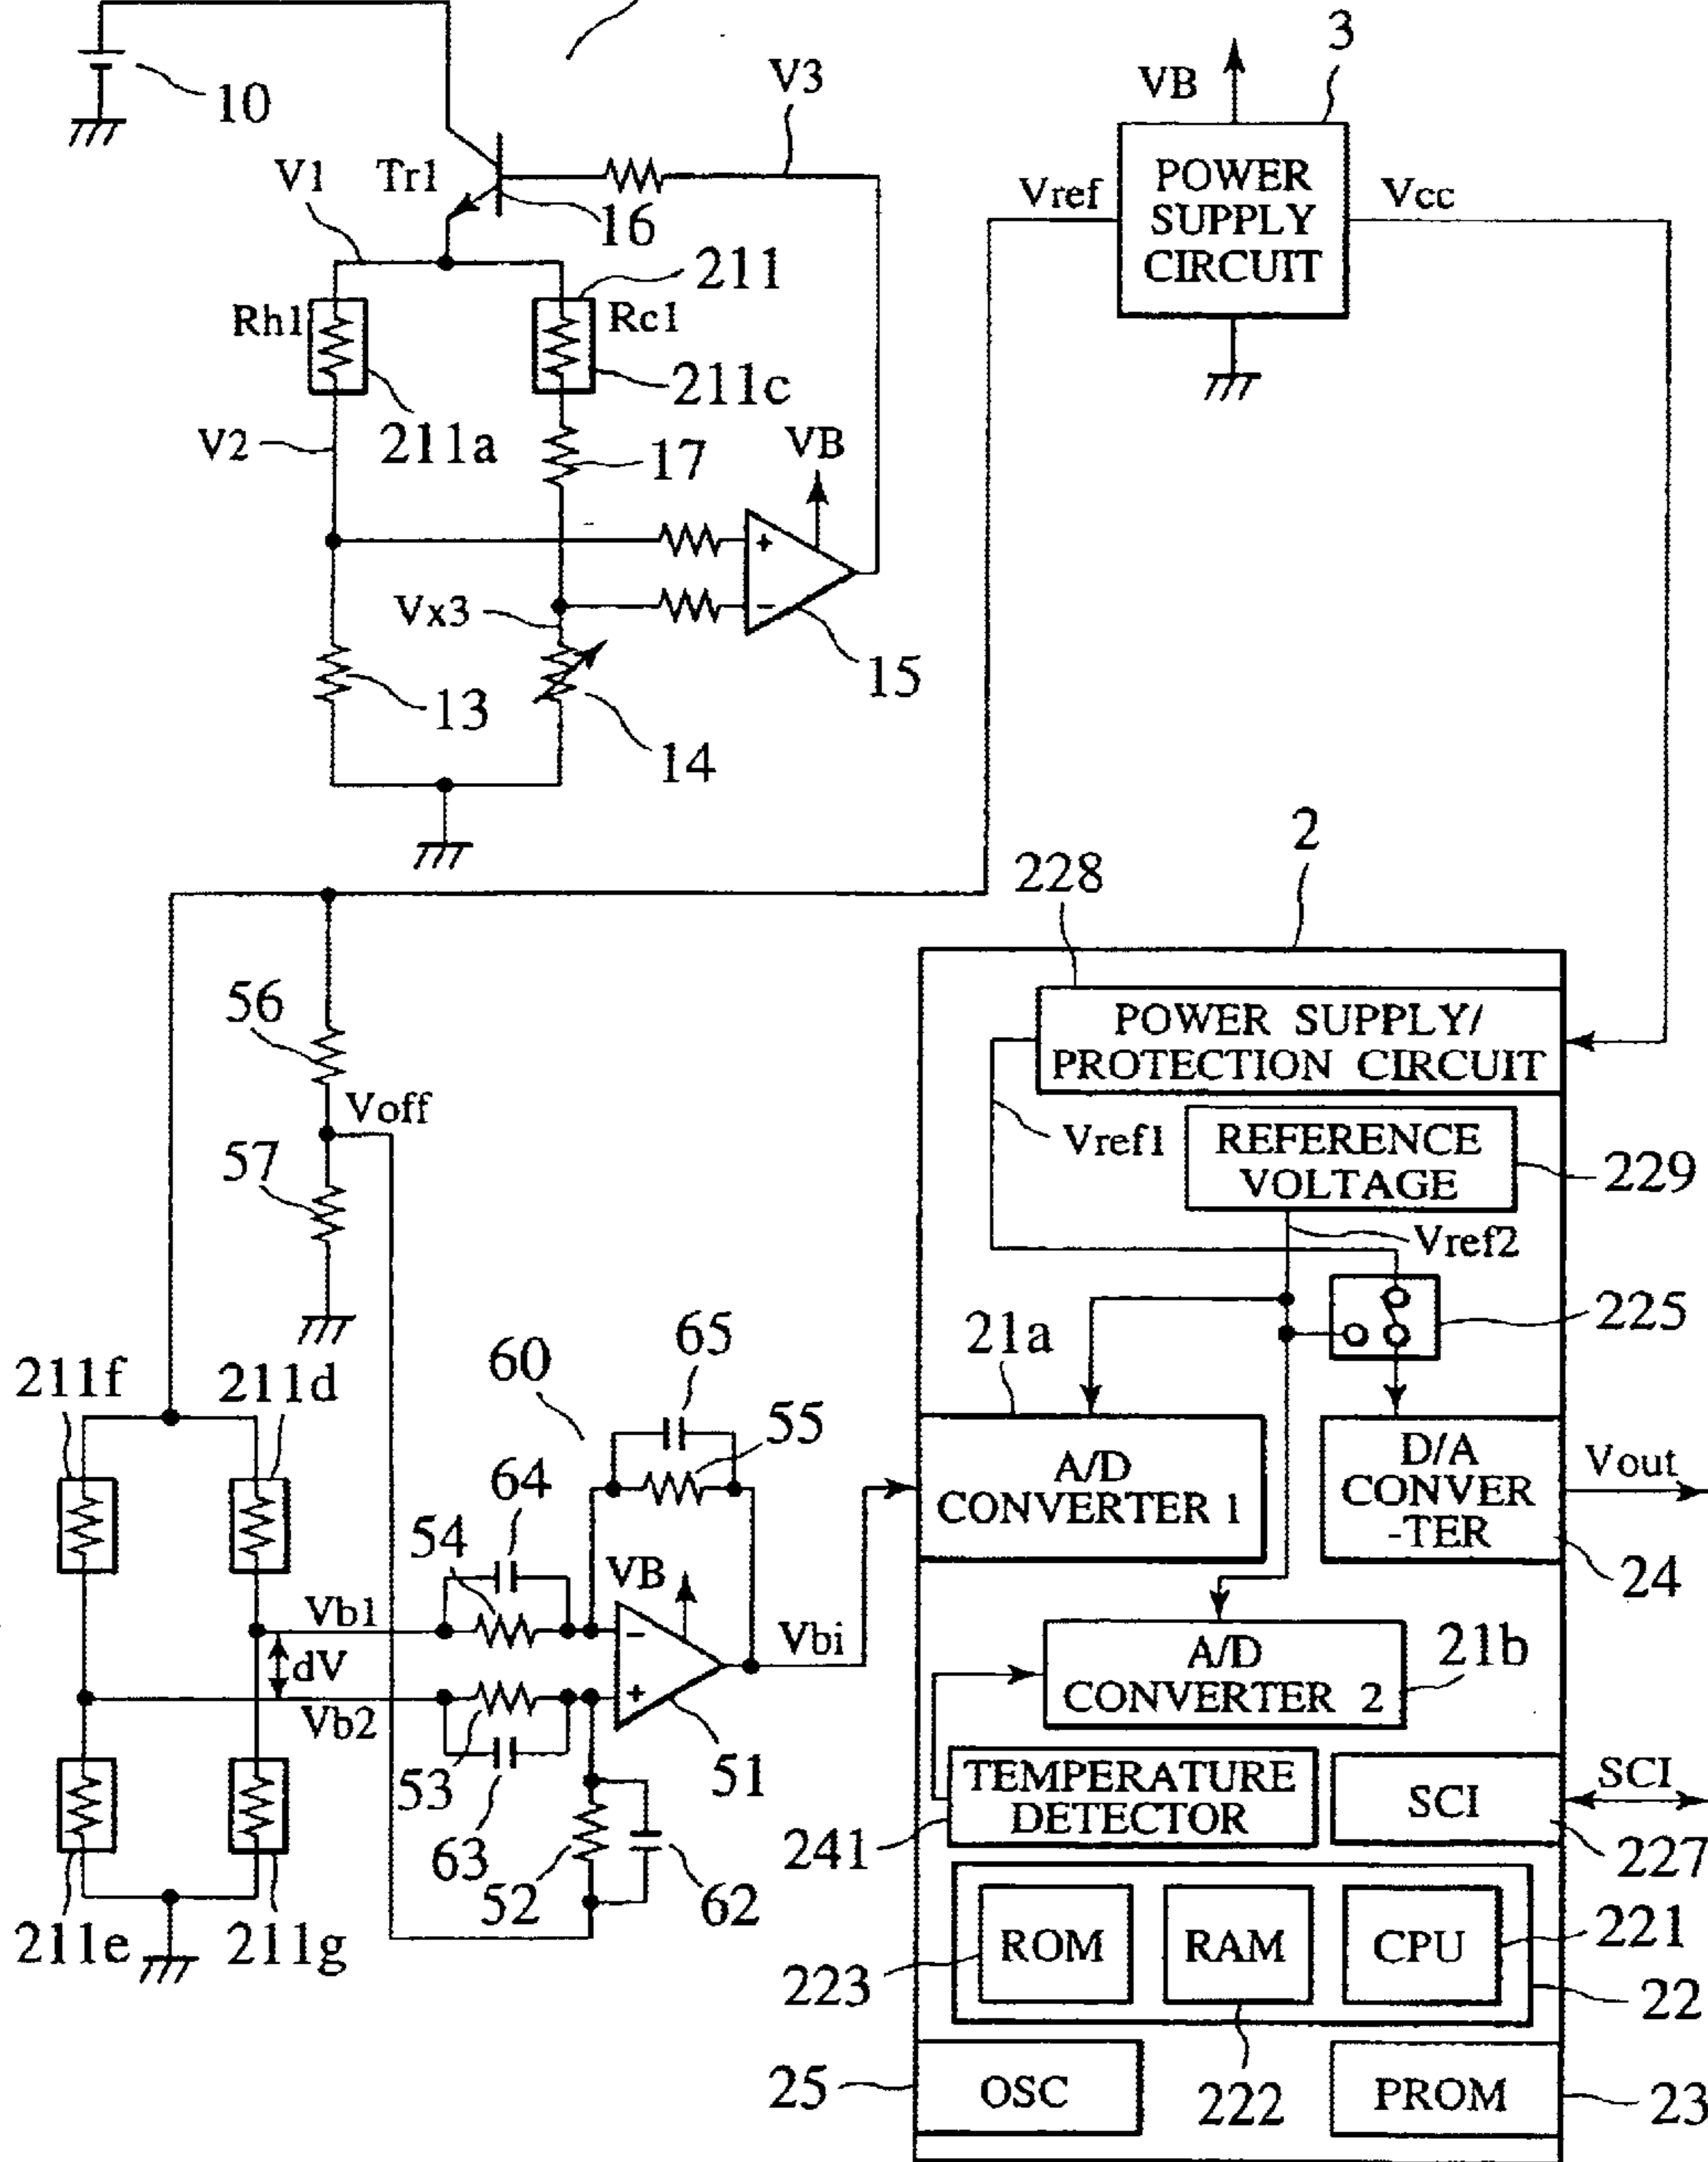 10
V3
VB
3
V1
Tr1
16
Vref
POWER
SUPPLY
CIRCUIT
Vcc
Rh1
211
Rc1
211c
V2
211a
17
VB
+
−
Vx3
15
13
14
2
228
POWER SUPPLY/
PROTECTION CIRCUIT
56
Voff
57
Vref1
REFERENCE
VOLTAGE
229
Vref2
225
21a
65
60
211f
211d
55
A/D
CONVERTER 1
D/A
CONVER
-TER
Vout
64
54
24
VB
Vb1
−
Vbi
dV
A/D
CONVERTER 2
21b
Vb2
+
51
53
63
TEMPERATURE
DETECTOR
SCI
SCI
241
227
52
62
211e
211g
ROM
RAM
CPU
221
223
22
25
OSC
222
PROM
23